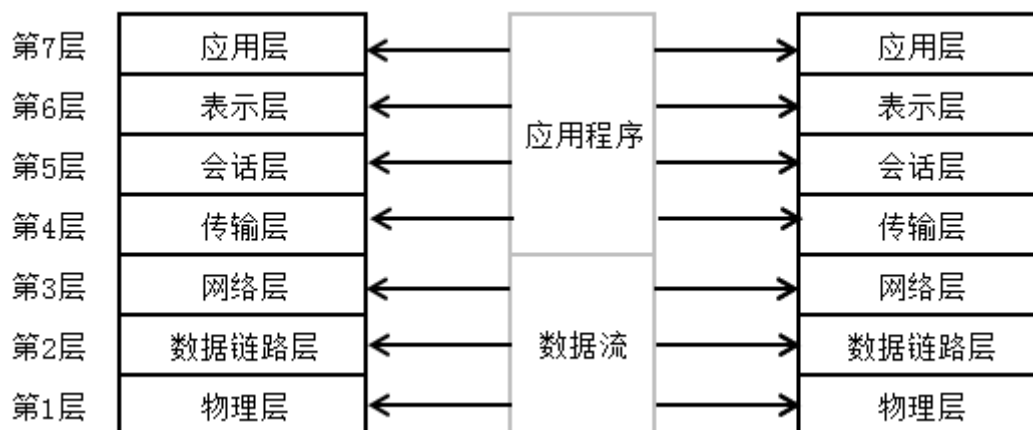 第7层 应用层 应用层
第6层 表示层 表示层
应用程序
第5层 会话层 会话层
第4层 传输层 传输层
第3层 网络层 网络层
第2层 数据链路层 数据流 数据链路层
第1层 物理层 物理层